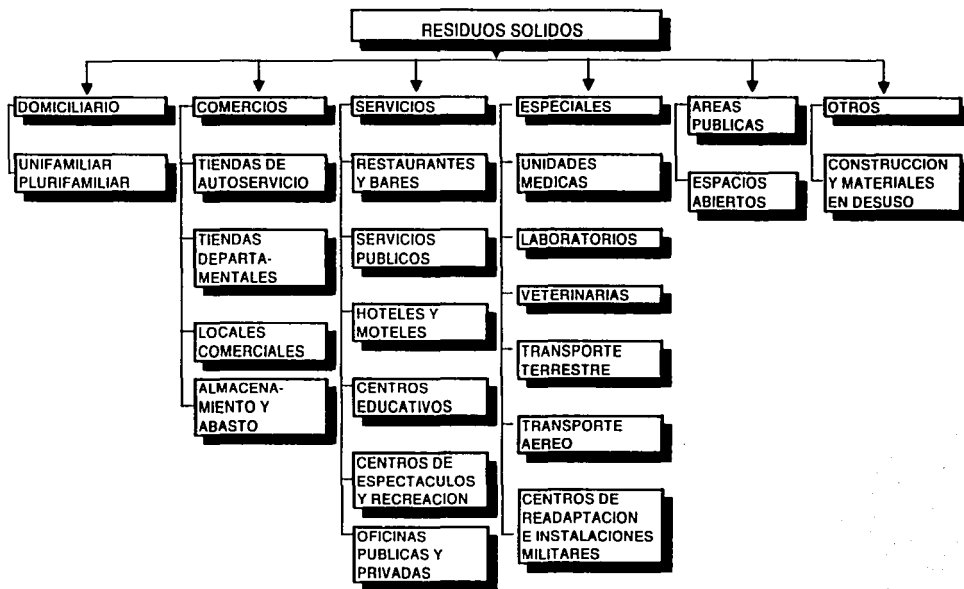 RESIDUOS SOLIDOS
DOMICILIARIO
UNIFAMILIAR
PLURIFAMILIAR
COMERCIOS
TIENDAS DE
AUTOSERVICIO
TIENDAS
DEPARTA-
MENTALES
LOCALES
COMERCIALES
ALMACENA-
MIENTO Y
ABASTO
SERVICIOS
RESTAURANTES
Y BARES
SERVICIOS
PUBLICOS
HOTELES Y
MOTELES
CENTROS
EDUCATIVOS
CENTROS DE
ESPECTACULOS
Y RECREACION
OFICINAS
PUBLICAS Y
PRIVADAS
ESPECIALES
UNIDADES
MEDICAS
LABORATORIOS
VETERINARIAS
TRANSPORTE
TERRESTRE
TRANSPORTE
AEREO
CENTROS DE
READAPTACION
E INSTALACIONES
MILITARES
AREAS
PUBLICAS
ESPACIOS
ABIERTOS
OTROS
CONSTRUCCION
Y MATERIALES
EN DESUSO